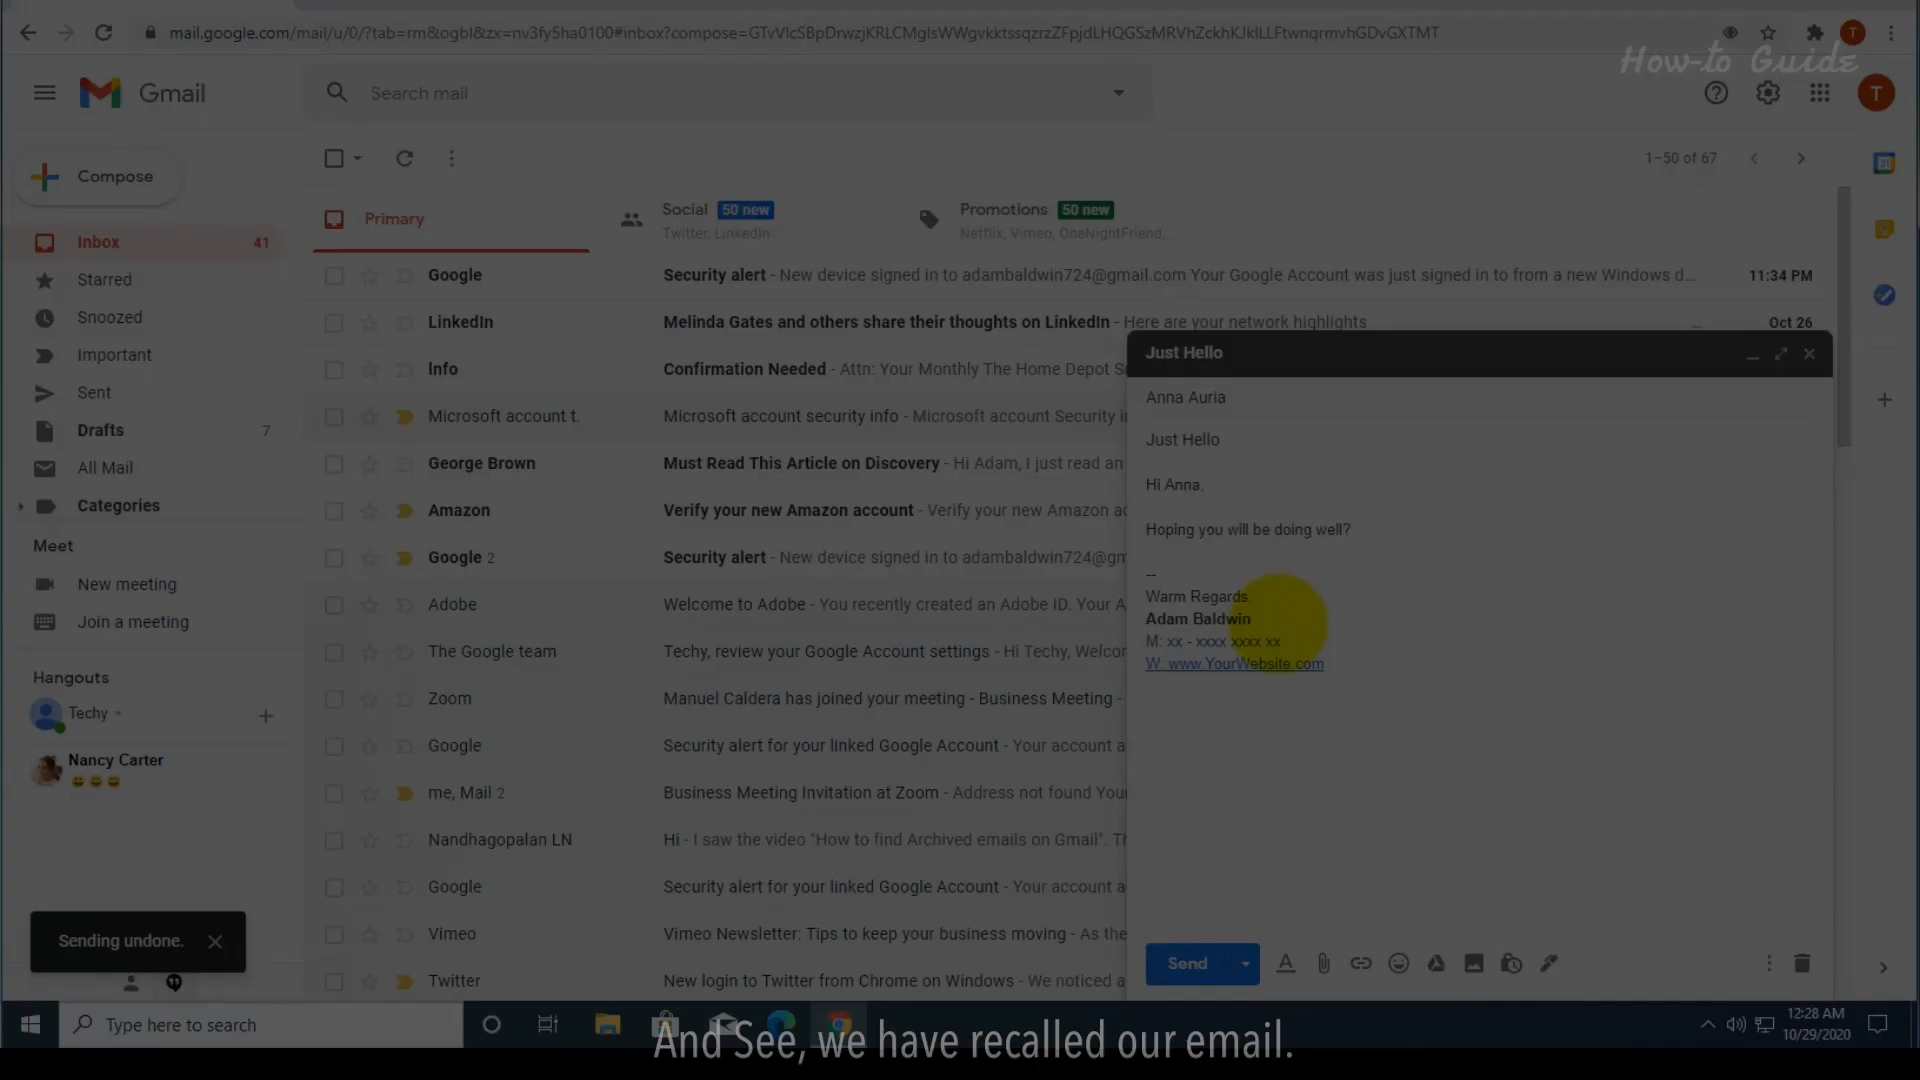 mail.google.com/mail/u/0/?tab=rm&ogbl&zx=nv3fy5ha0100#inbox?compose=GTvVlcSBpDrwzjKRLCMglsWWgvkktssqzrzZFpjdLHQGSzMRVhZckhKJklLLFtwnqrmvhGDvGXTMT
T
How-to Guide
Gmail
Search mail
T
Compose
1–50 of 67
Primary
Social 50 new
Twitter, LinkedIn
Promotions 50 new
Netflix, Vimeo, OneNightFriend,...
Inbox 41
Starred
Snoozed
Important
Sent
Drafts 7
All Mail
Categories
Meet
New meeting
Join a meeting
Hangouts
Techy
Nancy Carter
Google Security alert - New device signed in to adambaldwin724@gmail.com Your Google Account was just signed in to from a new Windows d... 11:34 PM
LinkedIn Melinda Gates and others share their thoughts on LinkedIn - Here are your network highlights ... Oct 26
Info Confirmation Needed - Attn: Your Monthly The Home Depot S
Microsoft account t. Microsoft account security info - Microsoft account Security i
George Brown Must Read This Article on Discovery - Hi Adam, I just read an
Amazon Verify your new Amazon account - Verify your new Amazon a
Google 2 Security alert - New device signed in to adambaldwin724@g
Adobe Welcome to Adobe - You recently created an Adobe ID. Your A
The Google team Techy, review your Google Account settings - Hi Techy, Welcor
Zoom Manuel Caldera has joined your meeting - Business Meeting -
Google Security alert for your linked Google Account - Your account a
me, Mail 2 Business Meeting Invitation at Zoom - Address not found You
Nandhagopalan LN Hi - I saw the video "How to find Archived emails on Gmail". Th
Google Security alert for your linked Google Account - Your account a
Vimeo Vimeo Newsletter: Tips to keep your business moving - As the
Twitter New login to Twitter from Chrome on Windows - We noticed a
Just Hello
Anna Auria
Just Hello
Hi Anna,
Hoping you will be doing well?
--
Warm Regards,
Adam Baldwin
M: xx - xxxx xxxx xx
W: www.YourWebsite.com
Send
Sending undone.
Type here to search
12:28 AM
10/29/2020
And See, we have recalled our email.